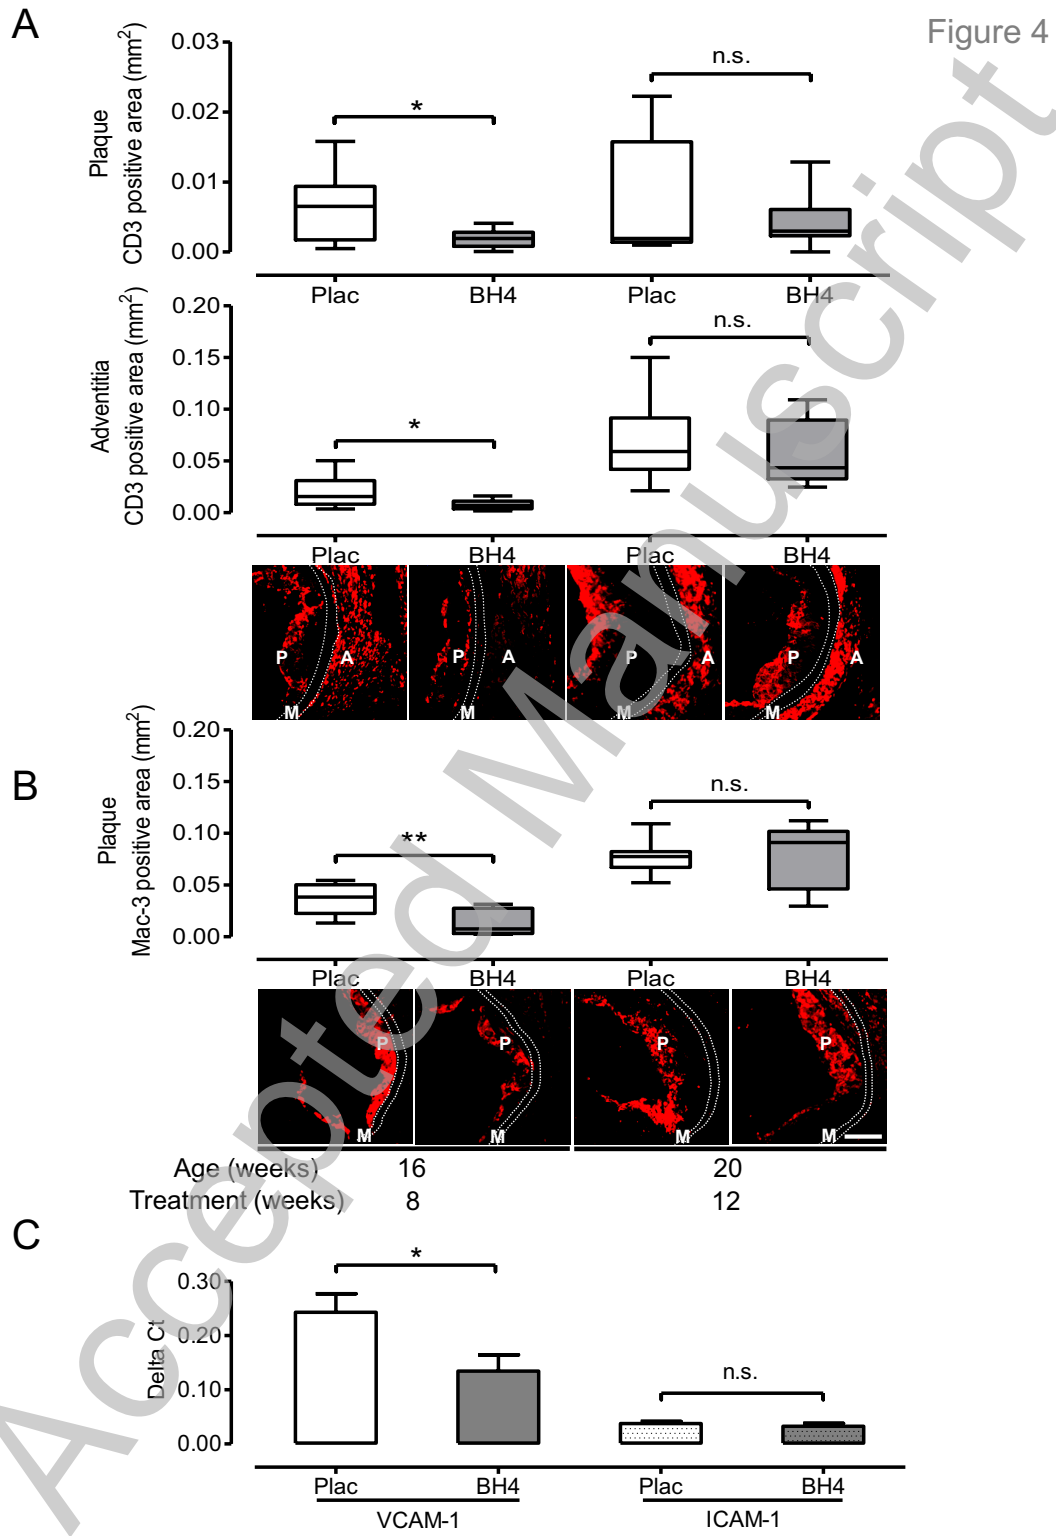 Figure 4
A
Plaque
CD3 positive area (mm²)
0.03
0.02
0.01
0.00
*
n.s.
Plac BH4 Plac BH4
Adventitia
CD3 positive area (mm²)
0.20
0.15
0.10
0.05
0.00
*
n.s.
Plac BH4 Plac BH4
P A M
P A M
P A M
P A M
B
Plaque
Mac-3 positive area (mm²)
0.20
0.15
0.10
0.05
0.00
**
n.s.
Plac BH4 Plac BH4
P M
P M
P M
P M
Age (weeks) 16 20
Treatment (weeks) 8 12
C
Delta Ct
0.30
0.20
0.10
0.00
*
n.s.
Plac BH4 Plac BH4
VCAM-1 ICAM-1
Accepted Manuscript